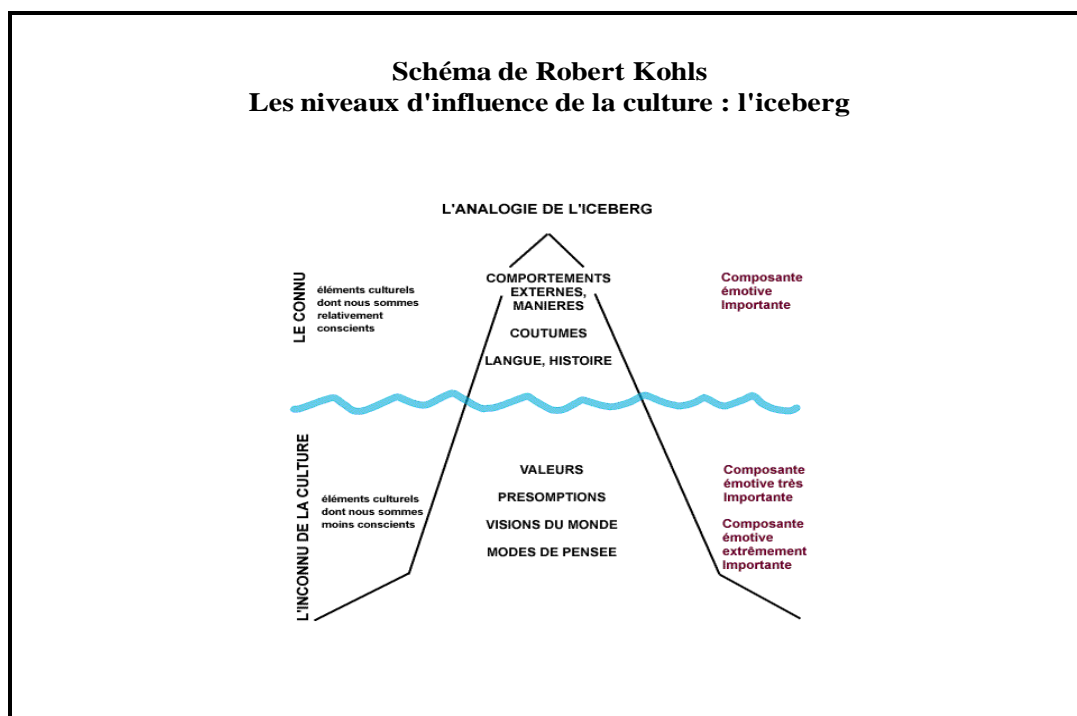 Schéma de Robert Kohls
Les niveaux d'influence de la culture : l'iceberg
L'ANALOGIE DE L'ICEBERG
LE CONNU
éléments culturels
dont nous sommes
relativement
conscients
COMPORTEMENTS
EXTERNES,
MANIERES
COUTUMES
LANGUE, HISTOIRE
Composante
émotive
Importante
L'INCONNU DE LA CULTURE
éléments culturels
dont nous sommes
moins conscients
VALEURS
PRESOMPTIONS
VISIONS DU MONDE
MODES DE PENSEE
Composante
émotive très
Importante
Composante
émotive
extrêmement
Importante